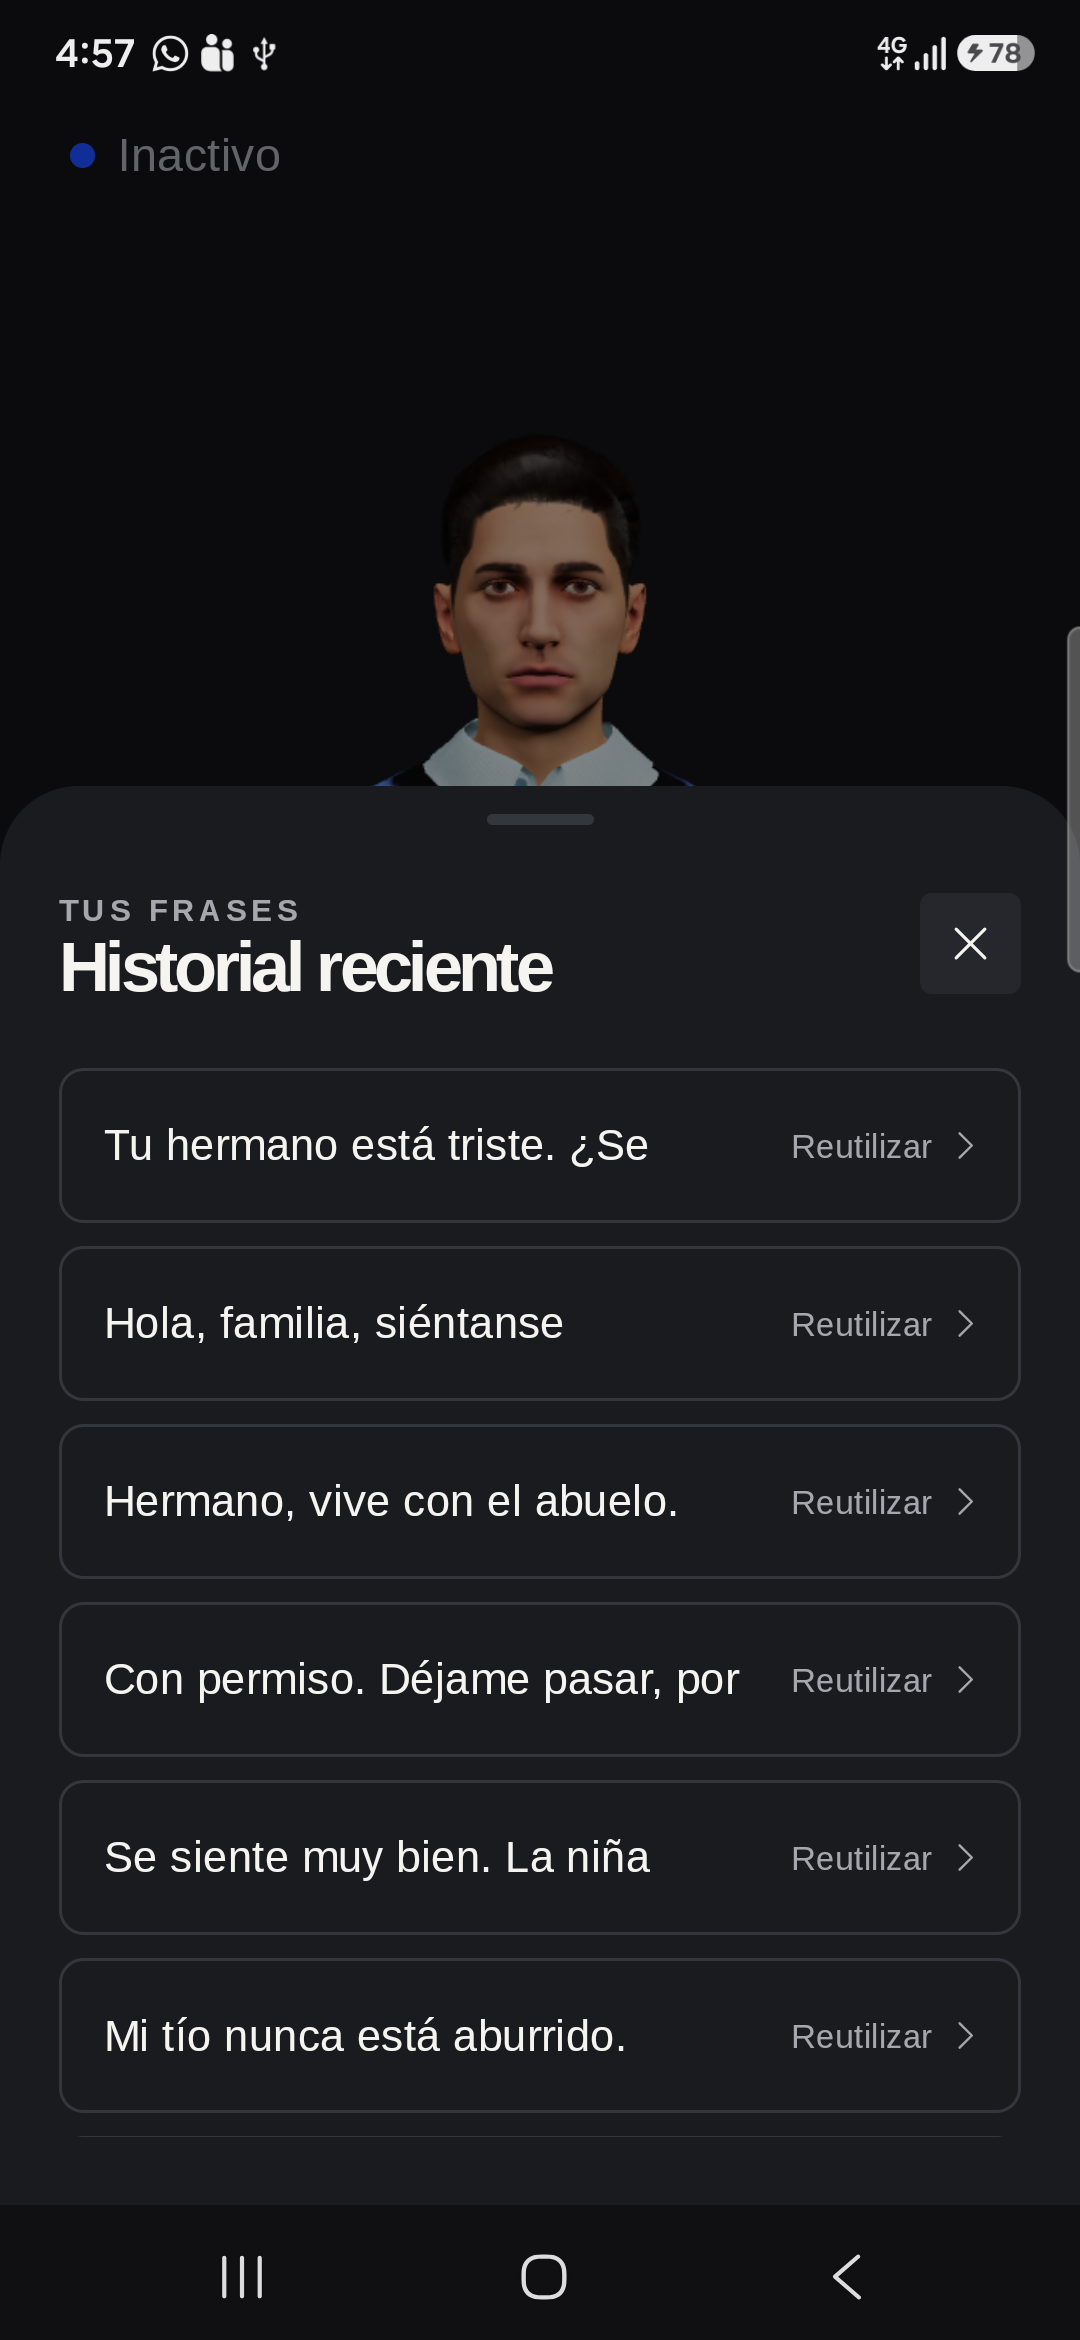 4:57
4G
78
Inactivo
TUS FRASES
Historial reciente
Tu hermano está triste. ¿Se
Reutilizar
Hola, familia, siéntanse
Reutilizar
Hermano, vive con el abuelo.
Reutilizar
Con permiso. Déjame pasar, por
Reutilizar
Se siente muy bien. La niña
Reutilizar
Mi tío nunca está aburrido.
Reutilizar